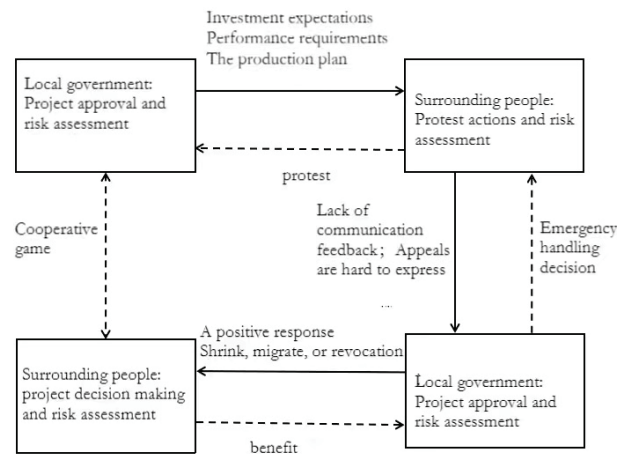 Investment expectations
Performance requirements
The production plan
Local government:
Project approval and
risk assessment
Surrounding people:
Protest actions and risk
assessment
protest
Cooperative
game
Lack of
communication
feedback; Appeals
are hard to express
...
Emergency
handling
decision
A positive response
Shrink, migrate, or revocation
Surrounding people:
project decision making
and risk assessment
Local government:
Project approval and
risk assessment
benefit